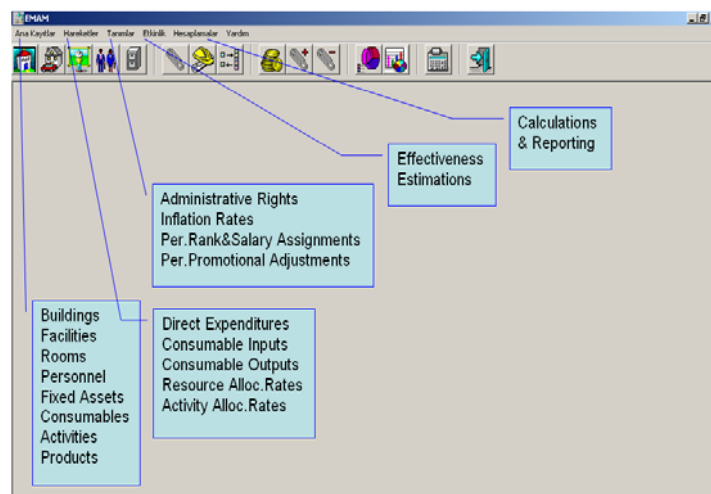 EMAM
Ana Kayıtlar Hareketler Tanımlar Etkinlik Hesaplamalar Yardım
Calculations
& Reporting
Effectiveness
Estimations
Administrative Rights
Inflation Rates
Per.Rank&Salary Assignments
Per.Promotional Adjustments
Buildings
Facilities
Rooms
Personnel
Fixed Assets
Consumables
Activities
Products
Direct Expenditures
Consumable Inputs
Consumable Outputs
Resource Alloc.Rates
Activity Alloc.Rates